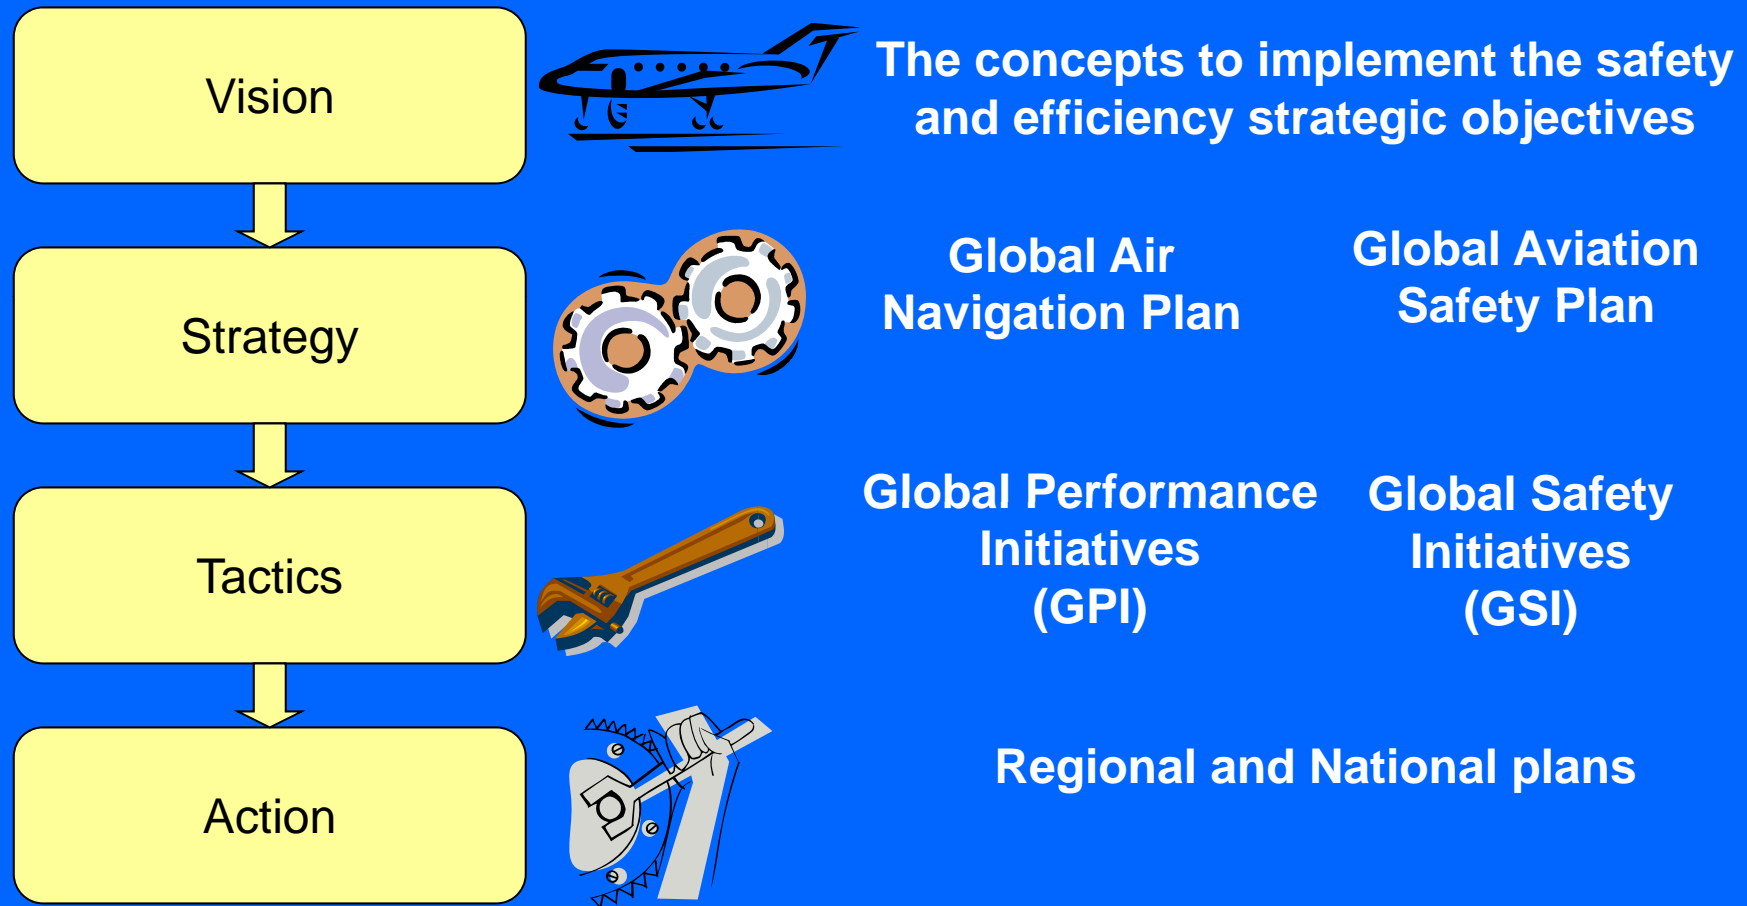 Vision
The concepts to implement the safety
and efficiency strategic objectives
Strategy
Global Air
Navigation Plan
Global Aviation
Safety Plan
Tactics
Global Performance
Initiatives
(GPI)
Global Safety
Initiatives
(GSI)
Action
Regional and National plans